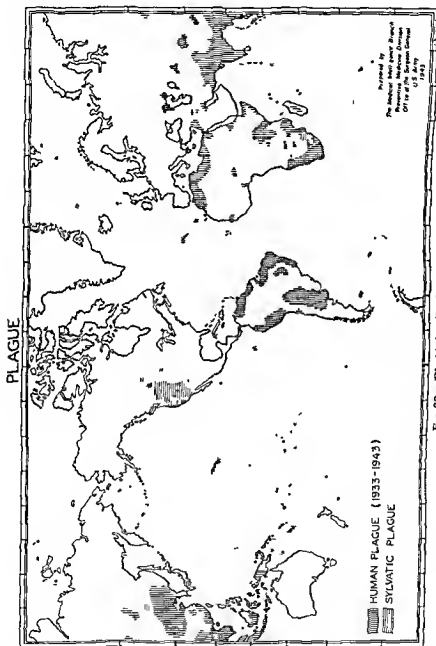 PLAGUE
Prepared by
The Medical Intelligence Branch
Preventive Medicine Division
Office of the Surgeon General
U.S. Army
1943
HUMAN PLAGUE (1933-1943)
SYLVATIC PLAGUE